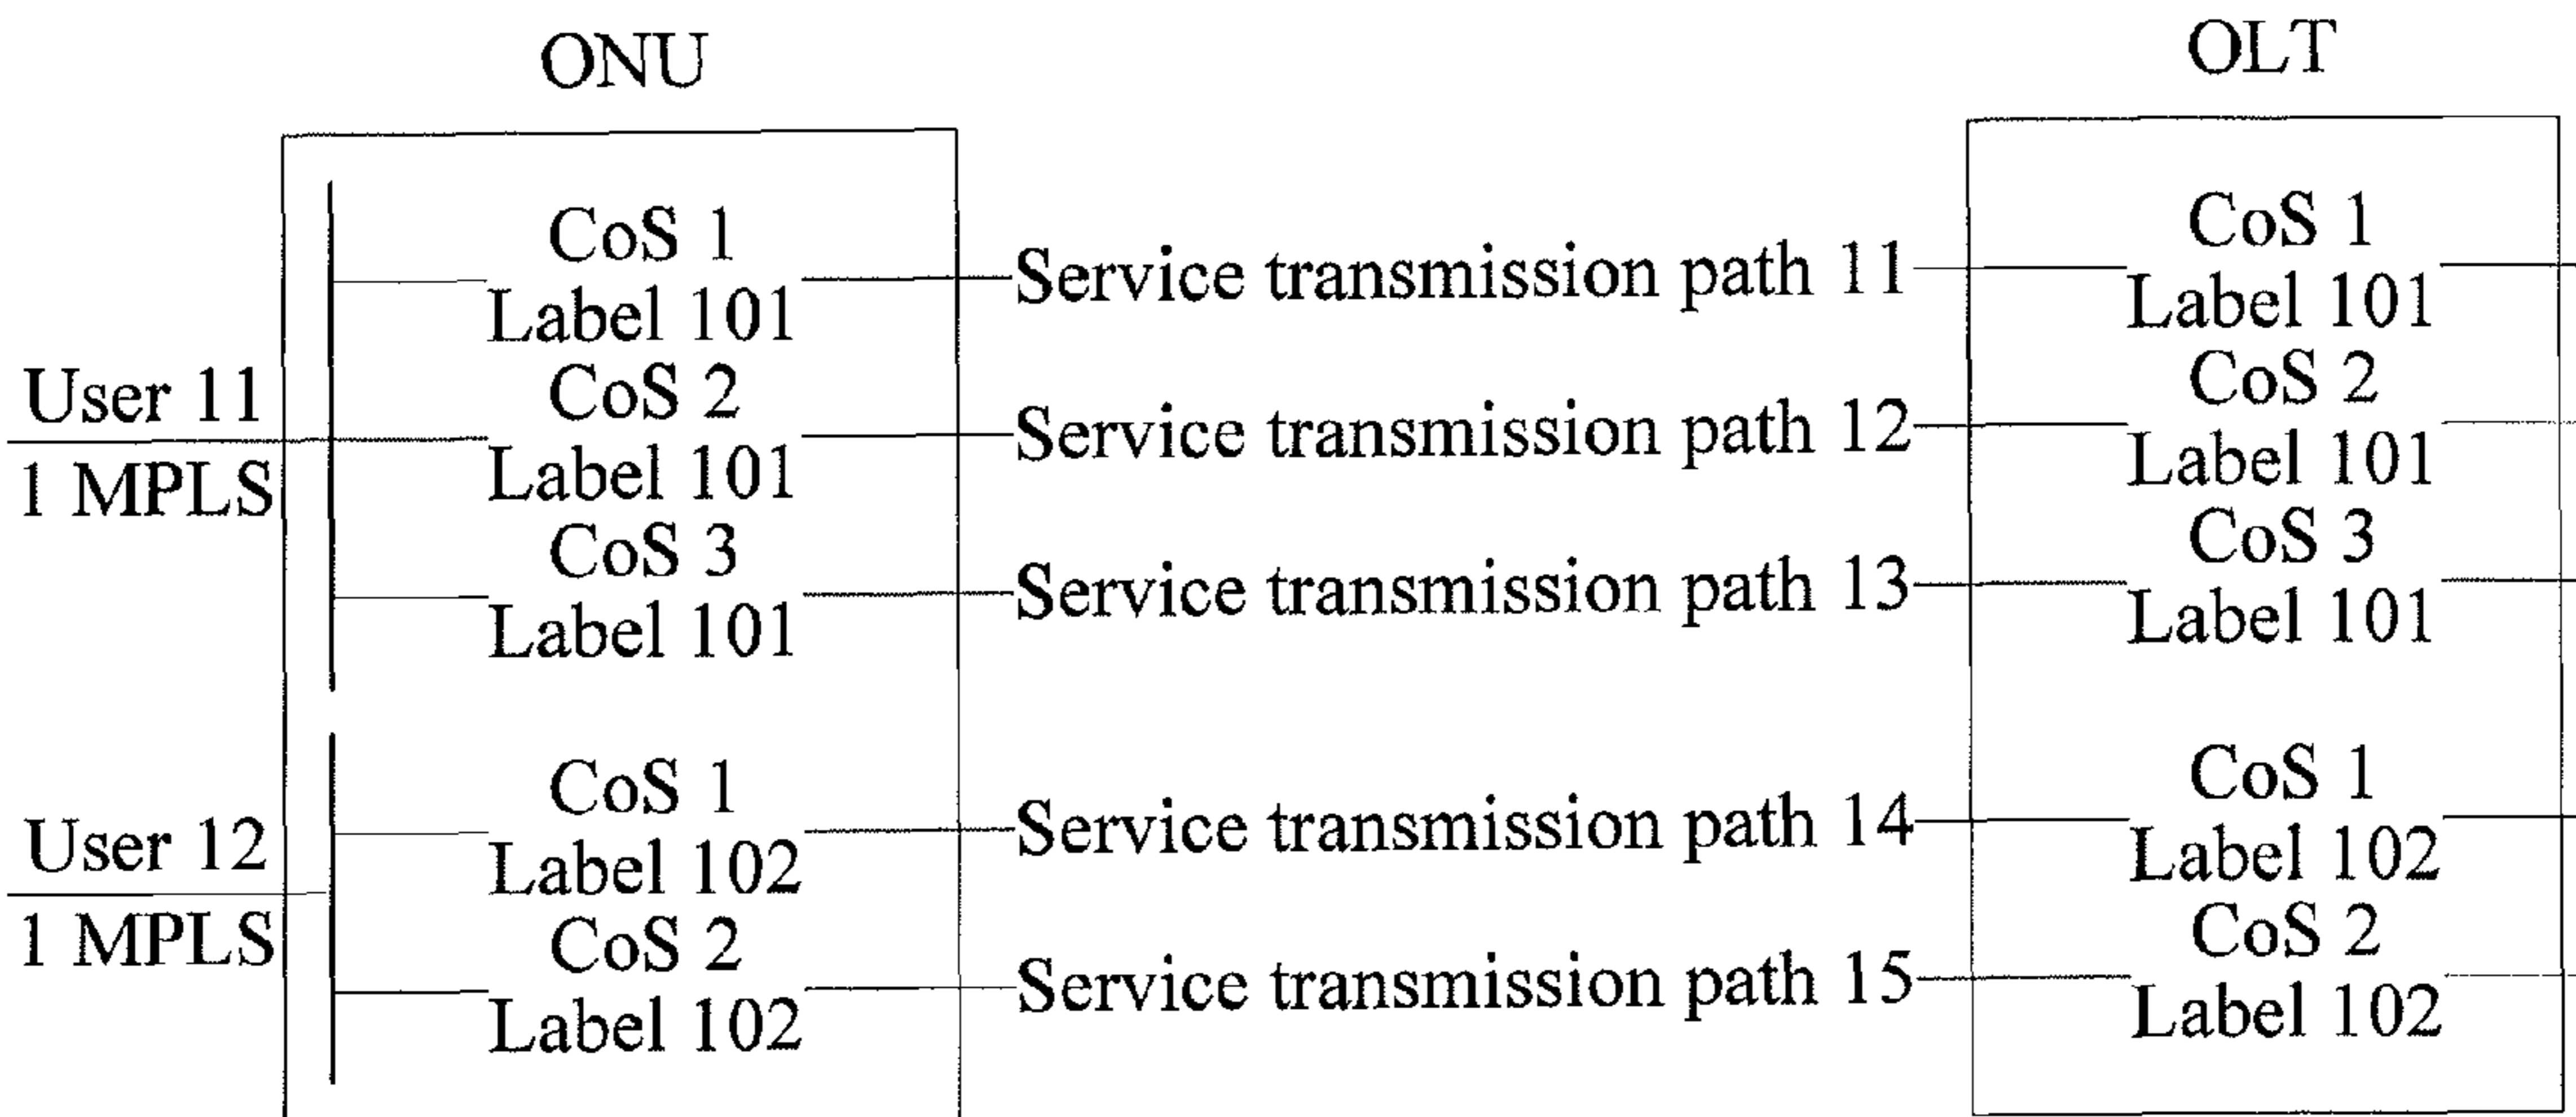 ONU
OLT
CoS 1
Label 101
Service transmission path 11
CoS 1
Label 101
User 11
1 MPLS
CoS 2
Label 101
Service transmission path 12
CoS 2
Label 101
CoS 3
Label 101
Service transmission path 13
CoS 3
Label 101
User 12
1 MPLS
CoS 1
Label 102
Service transmission path 14
CoS 1
Label 102
CoS 2
Label 102
Service transmission path 15
CoS 2
Label 102